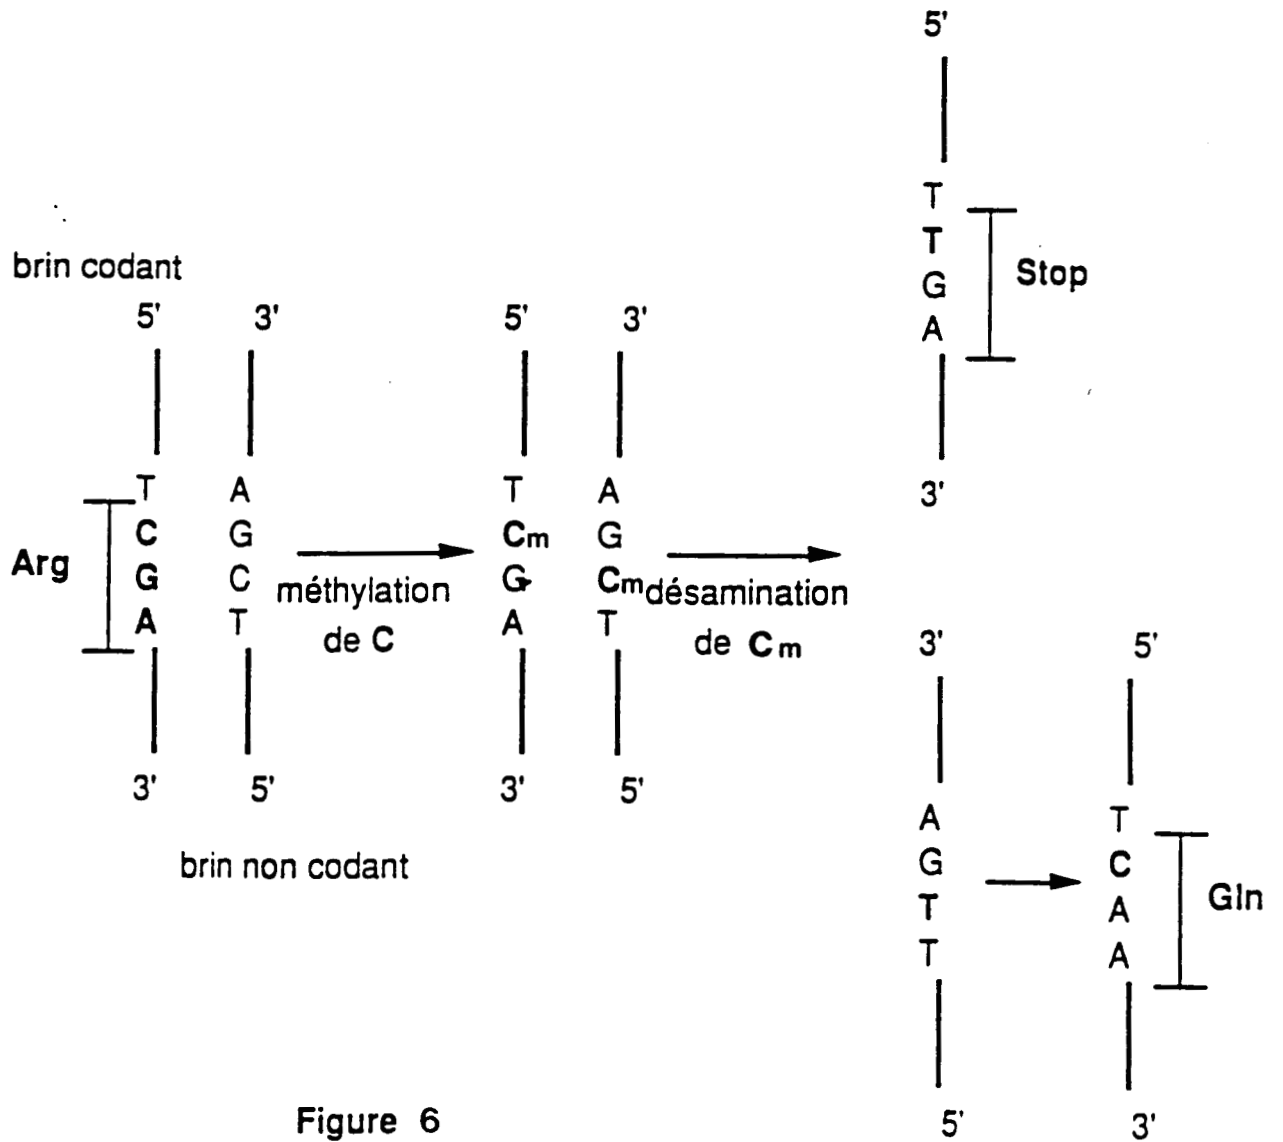 brin codant
5' 3'
T A
C G
G C
A T
Arg
3' 5'
brin non codant
méthylation
de C
5' 3'
T A
Cm G
G Cm
A T
3' 5'
désamination
de Cm
5'
T
T
G
A
Stop
3'
3' 5'
A T
G C
T A
T A
Gln
5' 3'
Figure 6